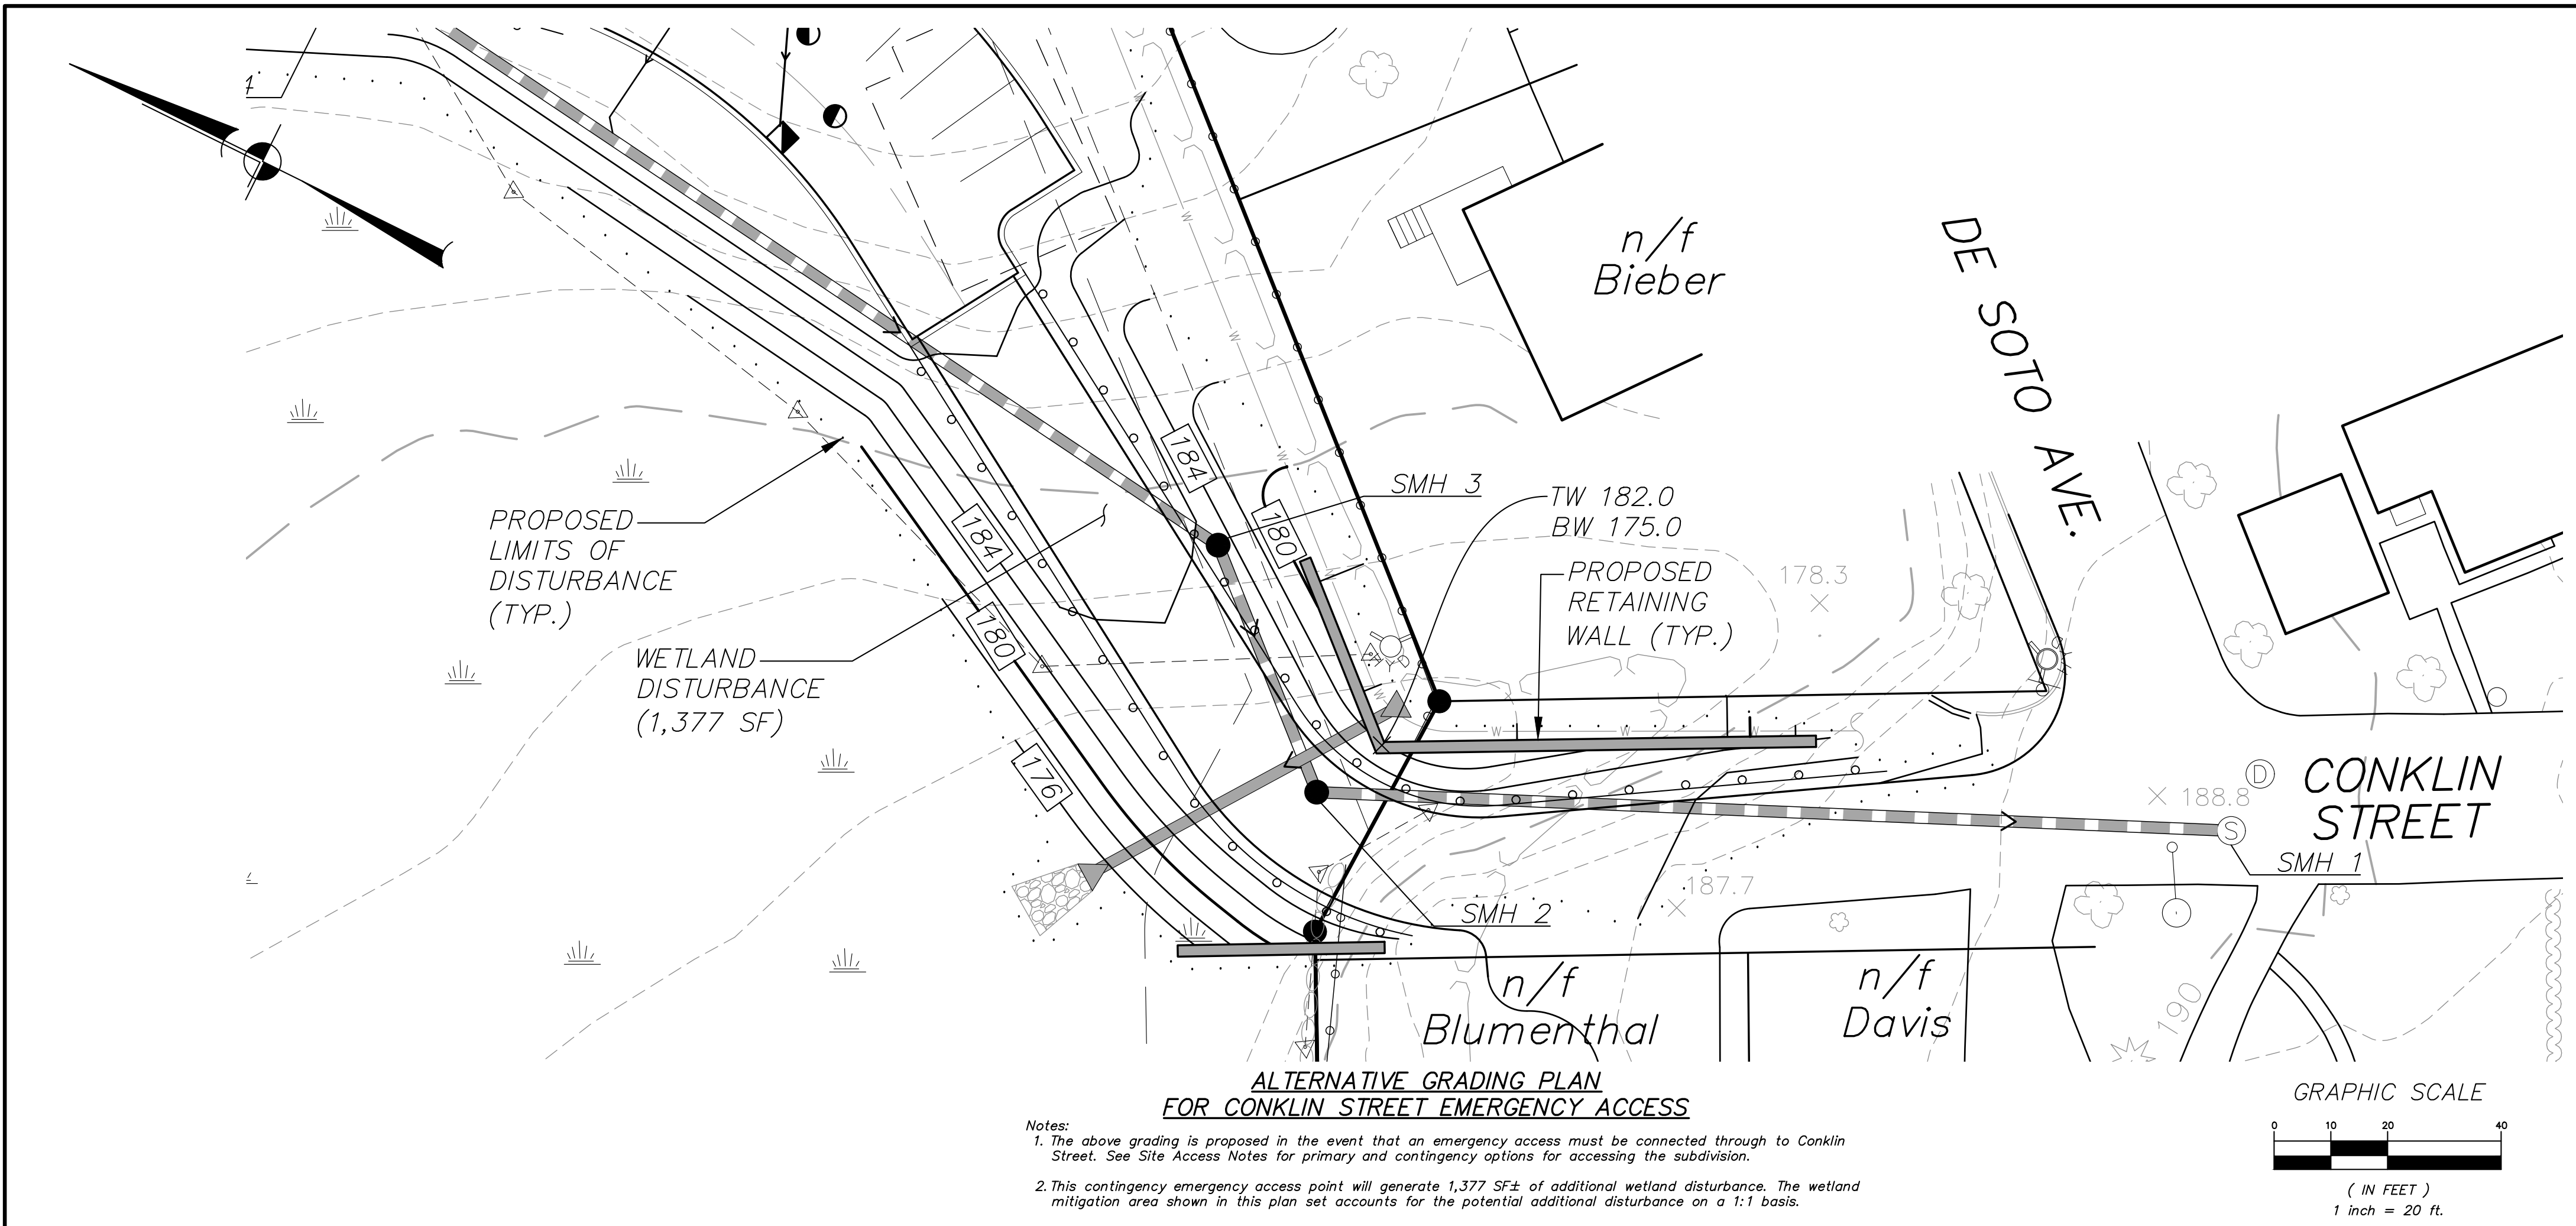 4
n/f
Bieber
DE SOTO AVE.
184
SMH 3
TW 182.0
BW 175.0
180
PROPOSED
LIMITS OF
DISTURBANCE
(TYP.)
184
PROPOSED
RETAINING
WALL (TYP.)
178.3
180
WETLAND
DISTURBANCE
(1,377 SF)
176
W
W
W
W
W
W
W
W
188.8
D
CONKLIN
STREET
S
SMH 1
187.7
SMH 2
n/f
Blumenthal
n/f
Davis
190
ALTERNATIVE GRADING PLAN
FOR CONKLIN STREET EMERGENCY ACCESS
Notes:
1. The above grading is proposed in the event that an emergency access must be connected through to Conklin
Street. See Site Access Notes for primary and contingency options for accessing the subdivision.
2. This contingency emergency access point will generate 1,377 SF± of additional wetland disturbance. The wetland
mitigation area shown in this plan set accounts for the potential additional disturbance on a 1:1 basis.
GRAPHIC SCALE
0 10 20 40
( IN FEET )
1 inch = 20 ft.